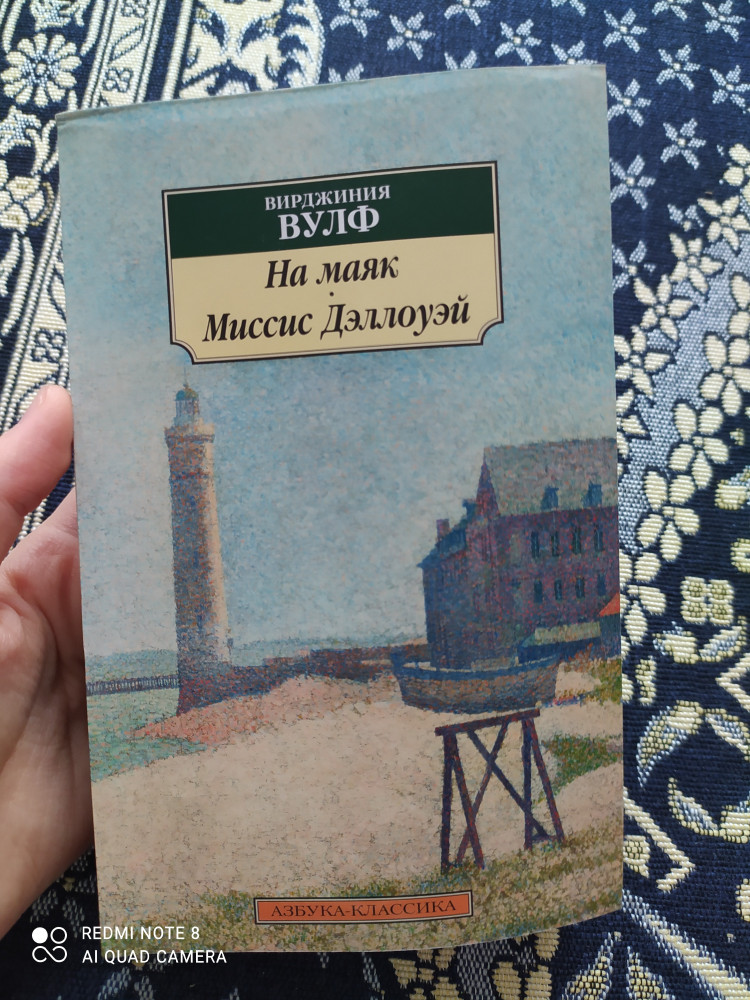 ВИРДЖИНИЯ
ВУЛФ
На маяк
·
Миссис Дэллоуэй
АЗБУКА-КЛАССИКА
REDMI NOTE 8
AI QUAD CAMERA